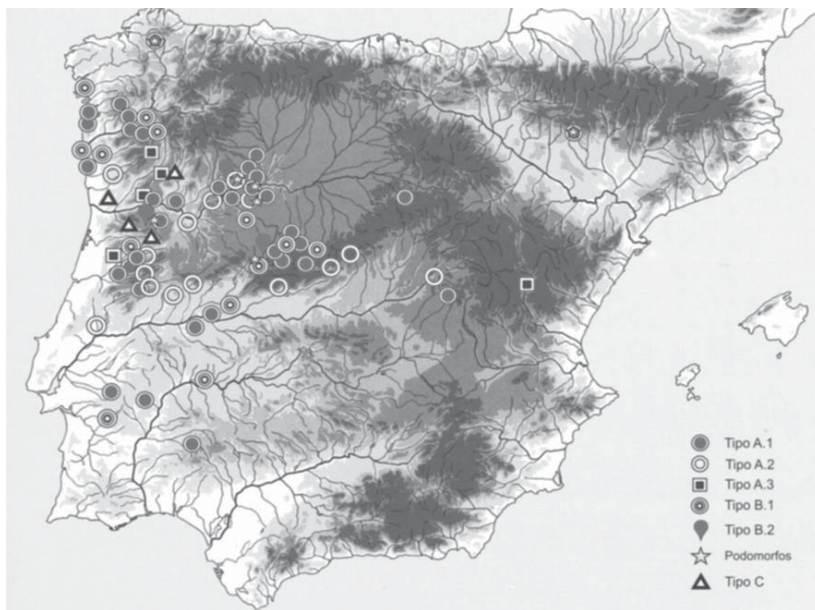 Tipo A.1
Tipo A.2
Tipo A.3
Tipo B.1
Tipo B.2
Podomorfos
Tipo C